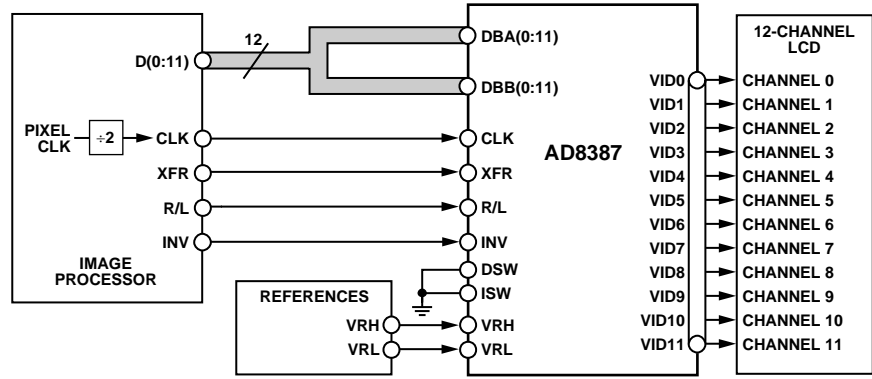 12
D(0:11)
DBA(0:11)
DBB(0:11)
PIXEL
CLK
÷2
CLK
XFR
R/L
INV
IMAGE
PROCESSOR
REFERENCES
VRH
VRL
CLK
XFR
R/L
INV
DSW
ISW
VRH
VRL
AD8387
VID0
VID1
VID2
VID3
VID4
VID5
VID6
VID7
VID8
VID9
VID10
VID11
12-CHANNEL
LCD
CHANNEL 0
CHANNEL 1
CHANNEL 2
CHANNEL 3
CHANNEL 4
CHANNEL 5
CHANNEL 6
CHANNEL 7
CHANNEL 8
CHANNEL 9
CHANNEL 10
CHANNEL 11